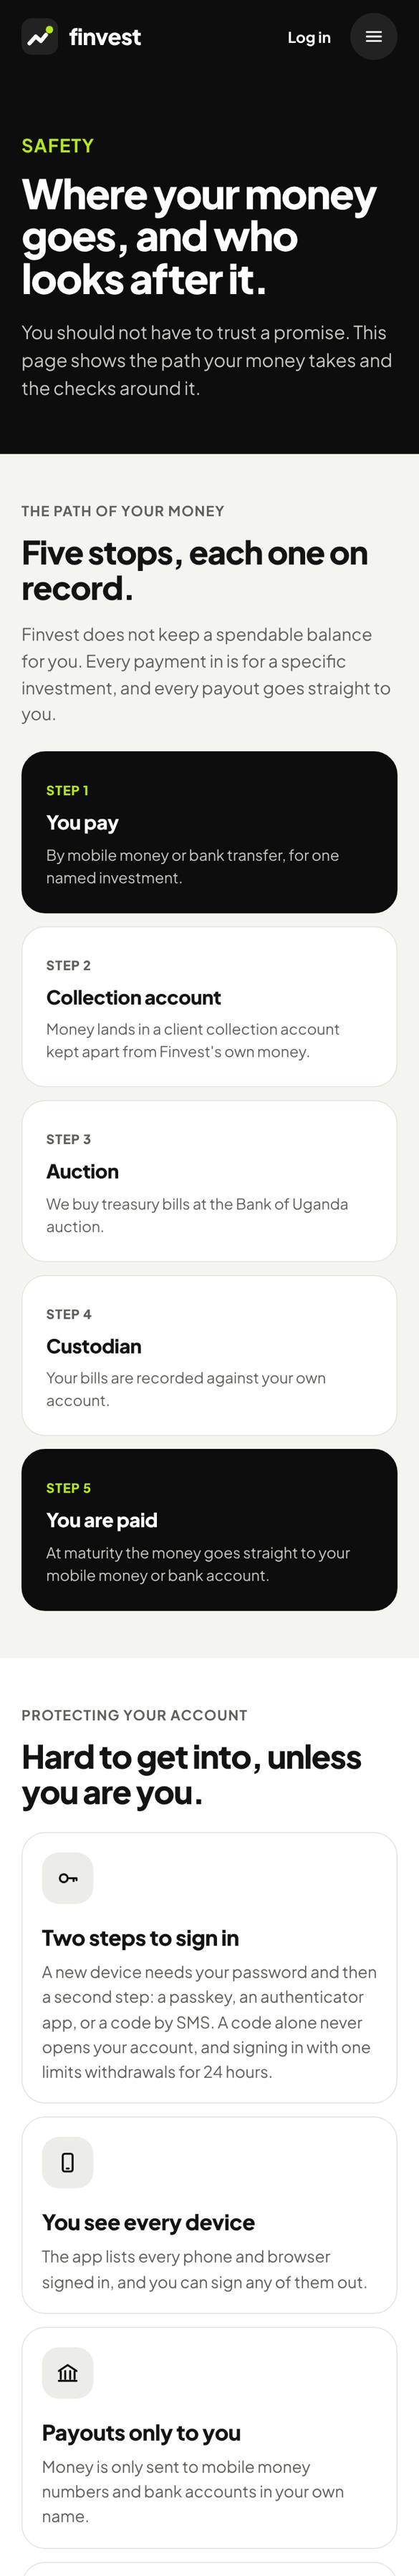 finvest
Log in
SAFETY
Where your money
goes, and who
looks after it.
You should not have to trust a promise. This
page shows the path your money takes and
the checks around it.
THE PATH OF YOUR MONEY
Five stops, each one on
record.
Finvest does not keep a spendable balance
for you. Every payment in is for a specific
investment, and every payout goes straight to
you.
STEP 1
You pay
By mobile money or bank transfer, for one
named investment.
STEP 2
Collection account
Money lands in a client collection account
kept apart from Finvest's own money.
STEP 3
Auction
We buy treasury bills at the Bank of Uganda
auction.
STEP 4
Custodian
Your bills are recorded against your own
account.
STEP 5
You are paid
At maturity the money goes straight to your
mobile money or bank account.
PROTECTING YOUR ACCOUNT
Hard to get into, unless
you are you.
Two steps to sign in
A new device needs your password and then
a second step: a passkey, an authenticator
app, or a code by SMS. A code alone never
opens your account, and signing in with one
limits withdrawals for 24 hours.
You see every device
The app lists every phone and browser
signed in, and you can sign any of them out.
Payouts only to you
Money is only sent to mobile money
numbers and bank accounts in your own
name.